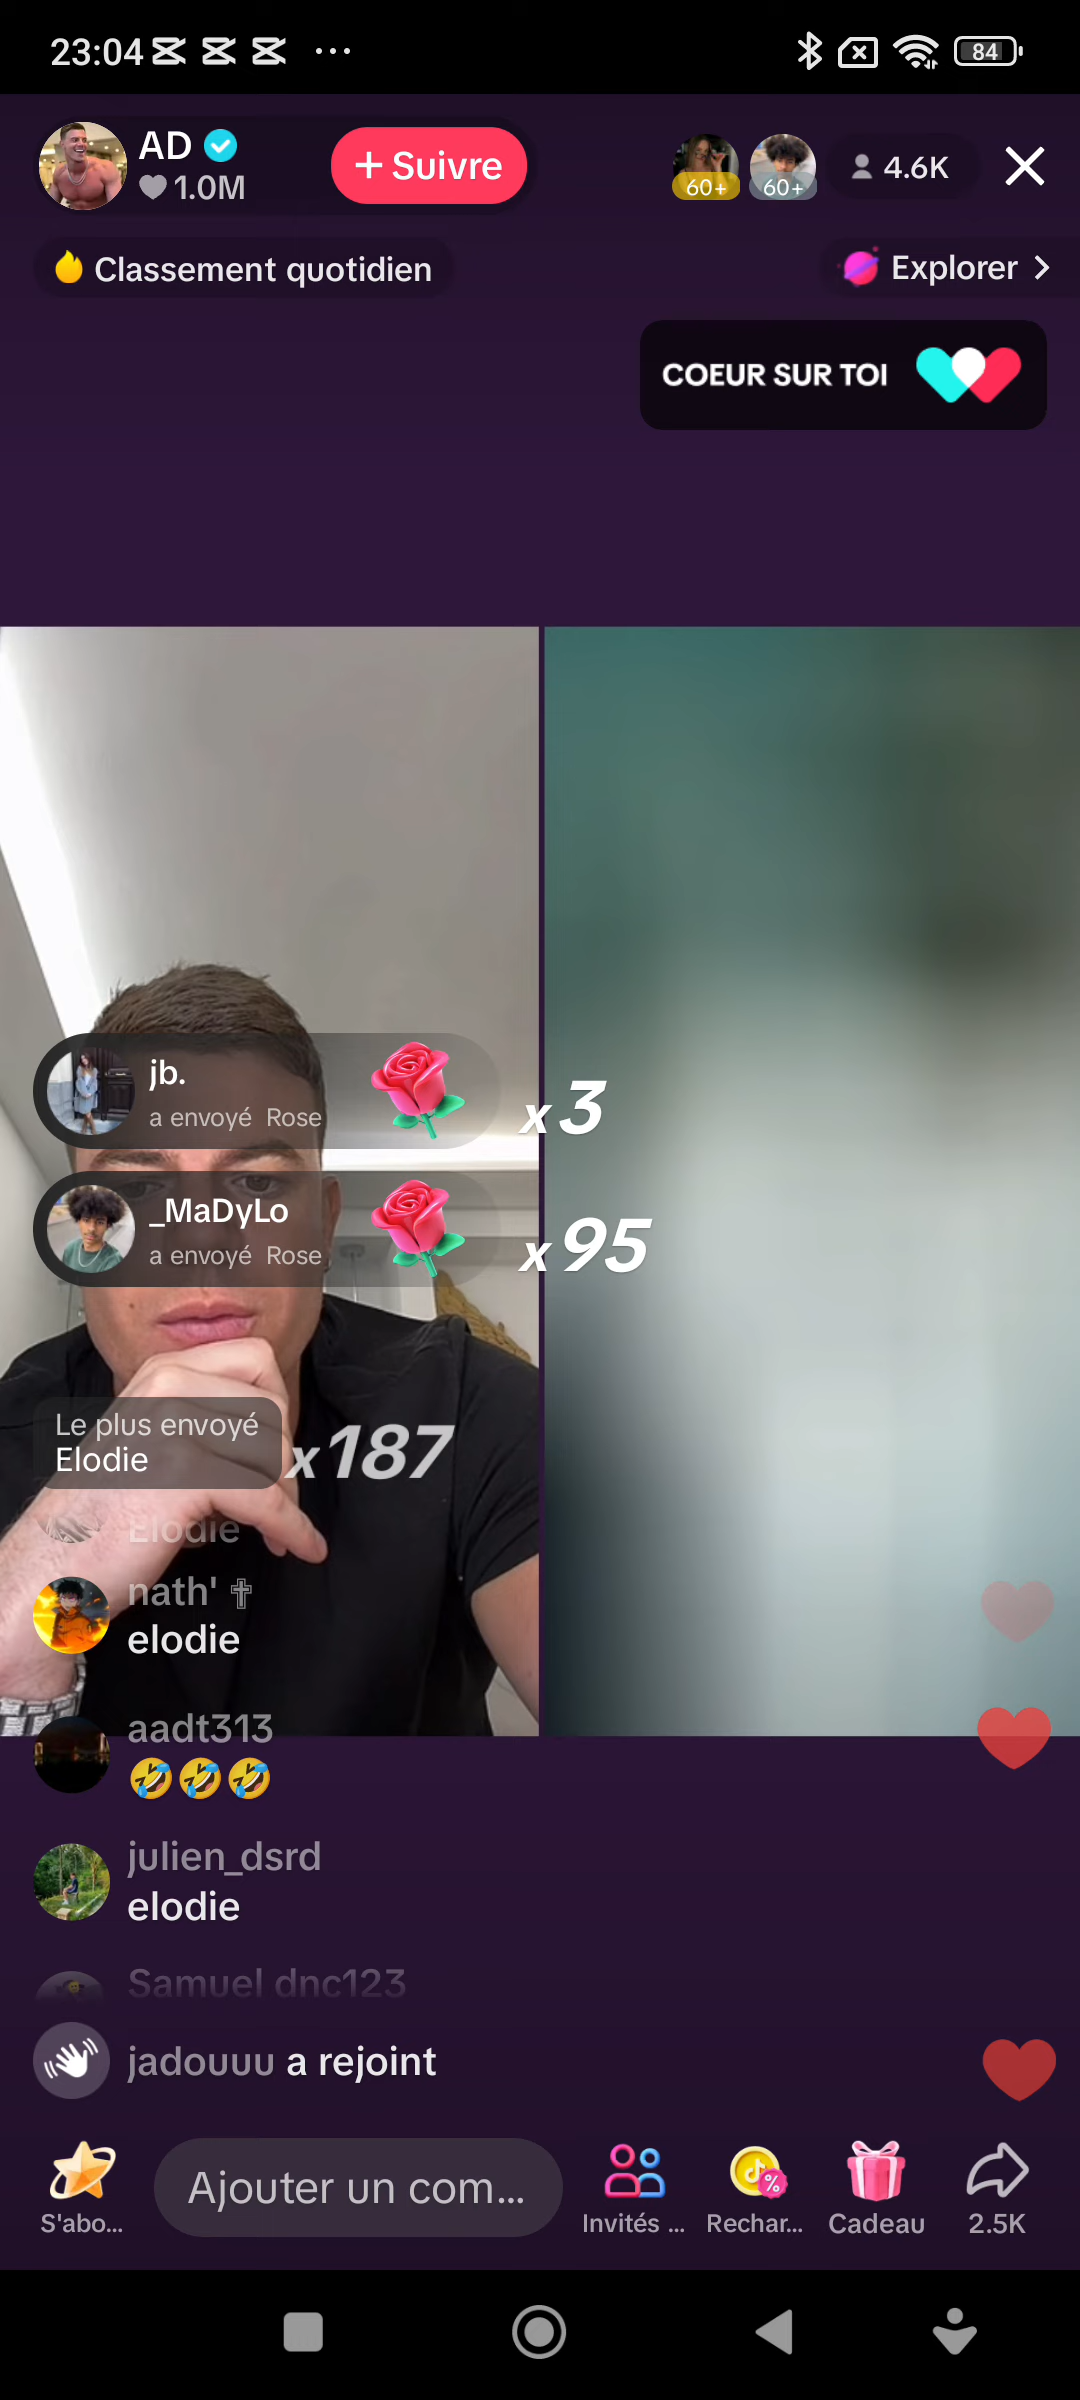 23:04
84
AD
1.0M
+ Suivre
60+
60+
4.6K
Classement quotidien
Explorer >
COEUR SUR TOI
jb.
a envoyé Rose
x3
_MaDyLo
a envoyé Rose
x95
Le plus envoyé
Elodie
x187
Elodie
nath' ✟
elodie
aadt313
🤣🤣🤣
julien_dsrd
elodie
Samuel dnc123
jadouuu a rejoint
S'abo...
Ajouter un com...
Invités ...
Rechar...
Cadeau
2.5K